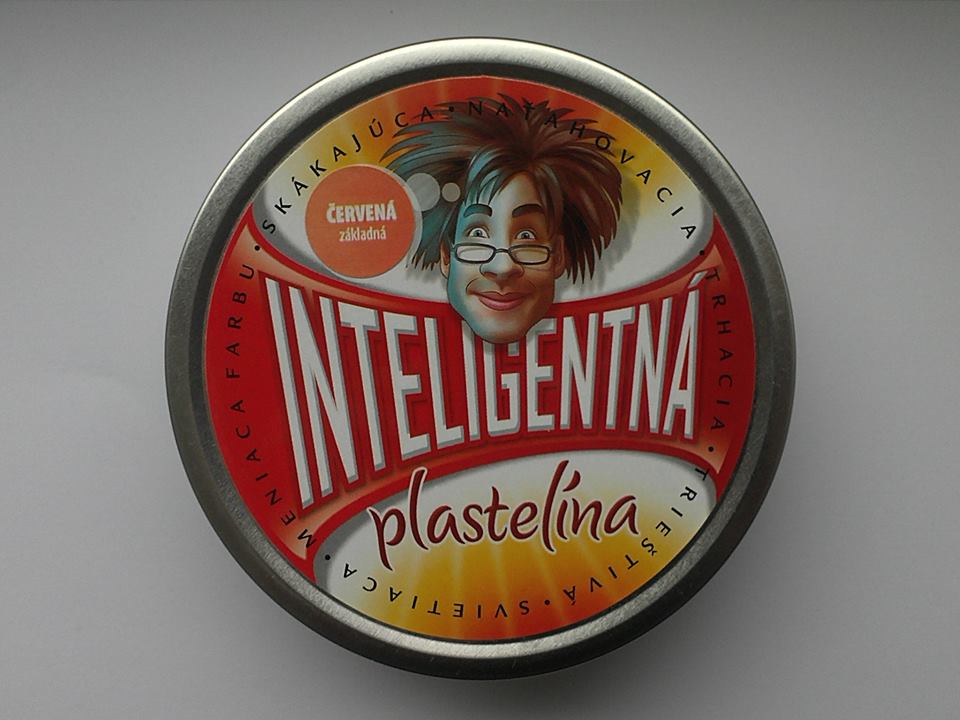 SKÁKAJÚCA • NAŤAHOVACIA • TRHACIA • TRIEŠTIVÁ • SVIETIACA • MENIACA FARBU •
ČERVENÁ
základná
INTELIGENTNÁ
plastelína